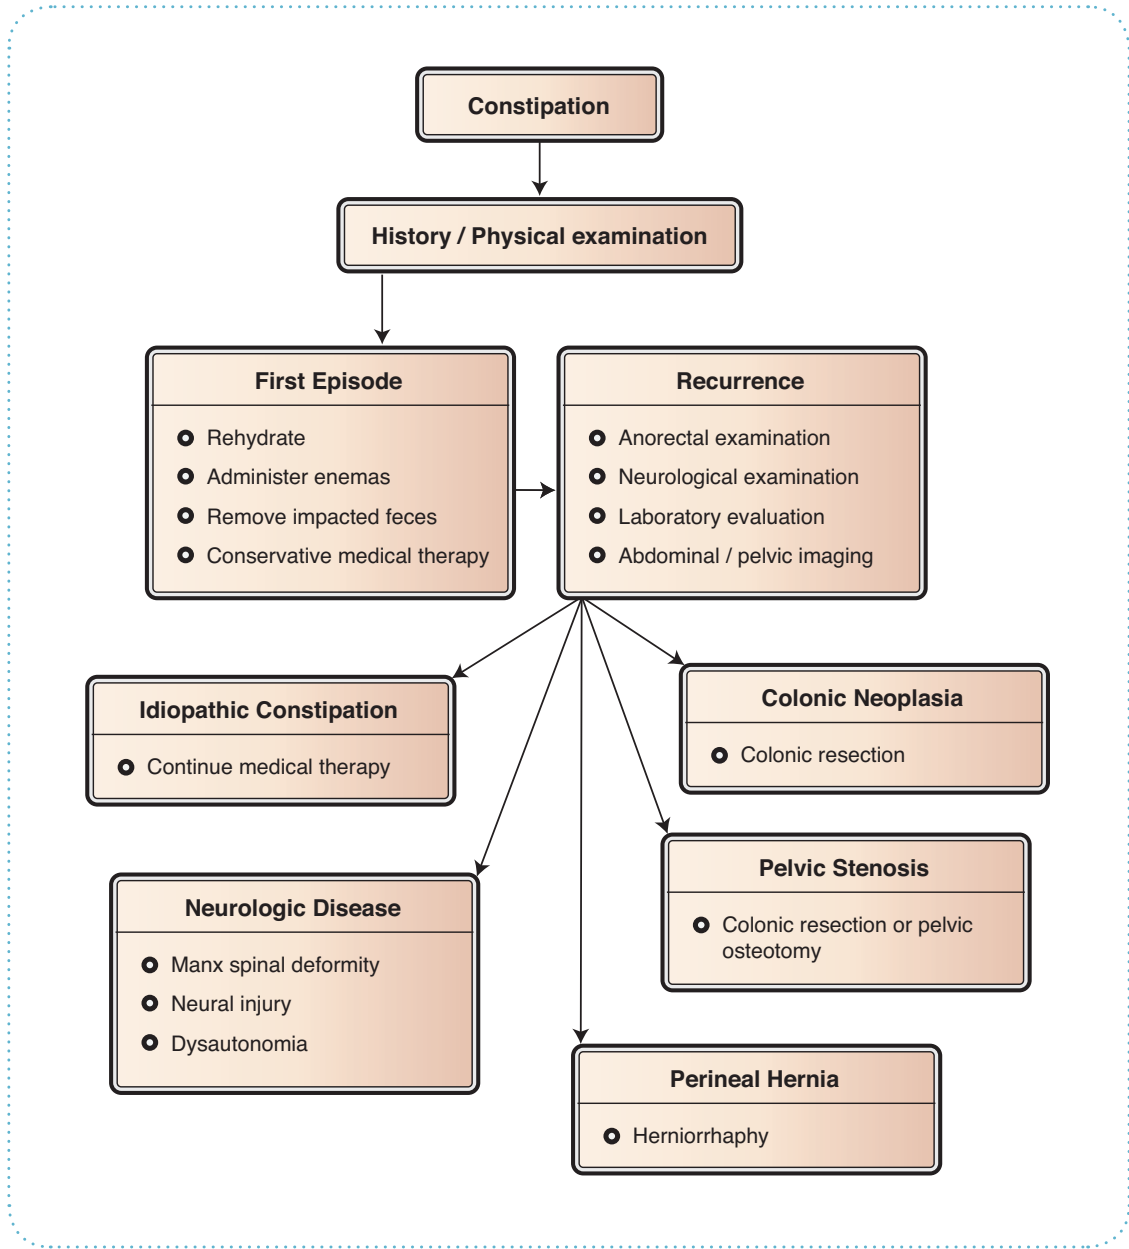 Constipation
History / Physical examination
First Episode
Rehydrate
Administer enemas
Remove impacted feces
Conservative medical therapy
Recurrence
Anorectal examination
Neurological examination
Laboratory evaluation
Abdominal / pelvic imaging
Idiopathic Constipation
Continue medical therapy
Colonic Neoplasia
Colonic resection
Neurologic Disease
Manx spinal deformity
Neural injury
Dysautonomia
Pelvic Stenosis
Colonic resection or pelvic
osteotomy
Perineal Hernia
Herniorrhaphy